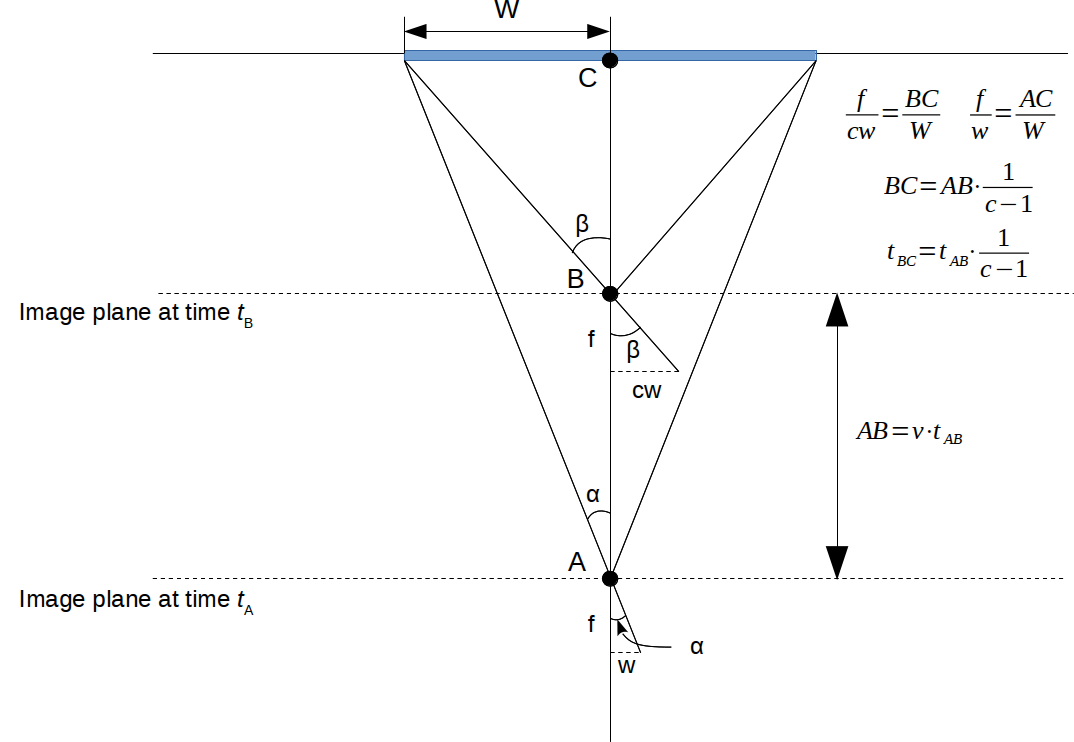 W
C
f/cw = BC/W    f/w = AC/W
BC = AB · 1/(c − 1)
t_BC = t_AB · 1/(c − 1)
β
B
Image plane at time t_B
f
β
cw
AB = v · t_AB
α
A
Image plane at time t_A
f
α
w